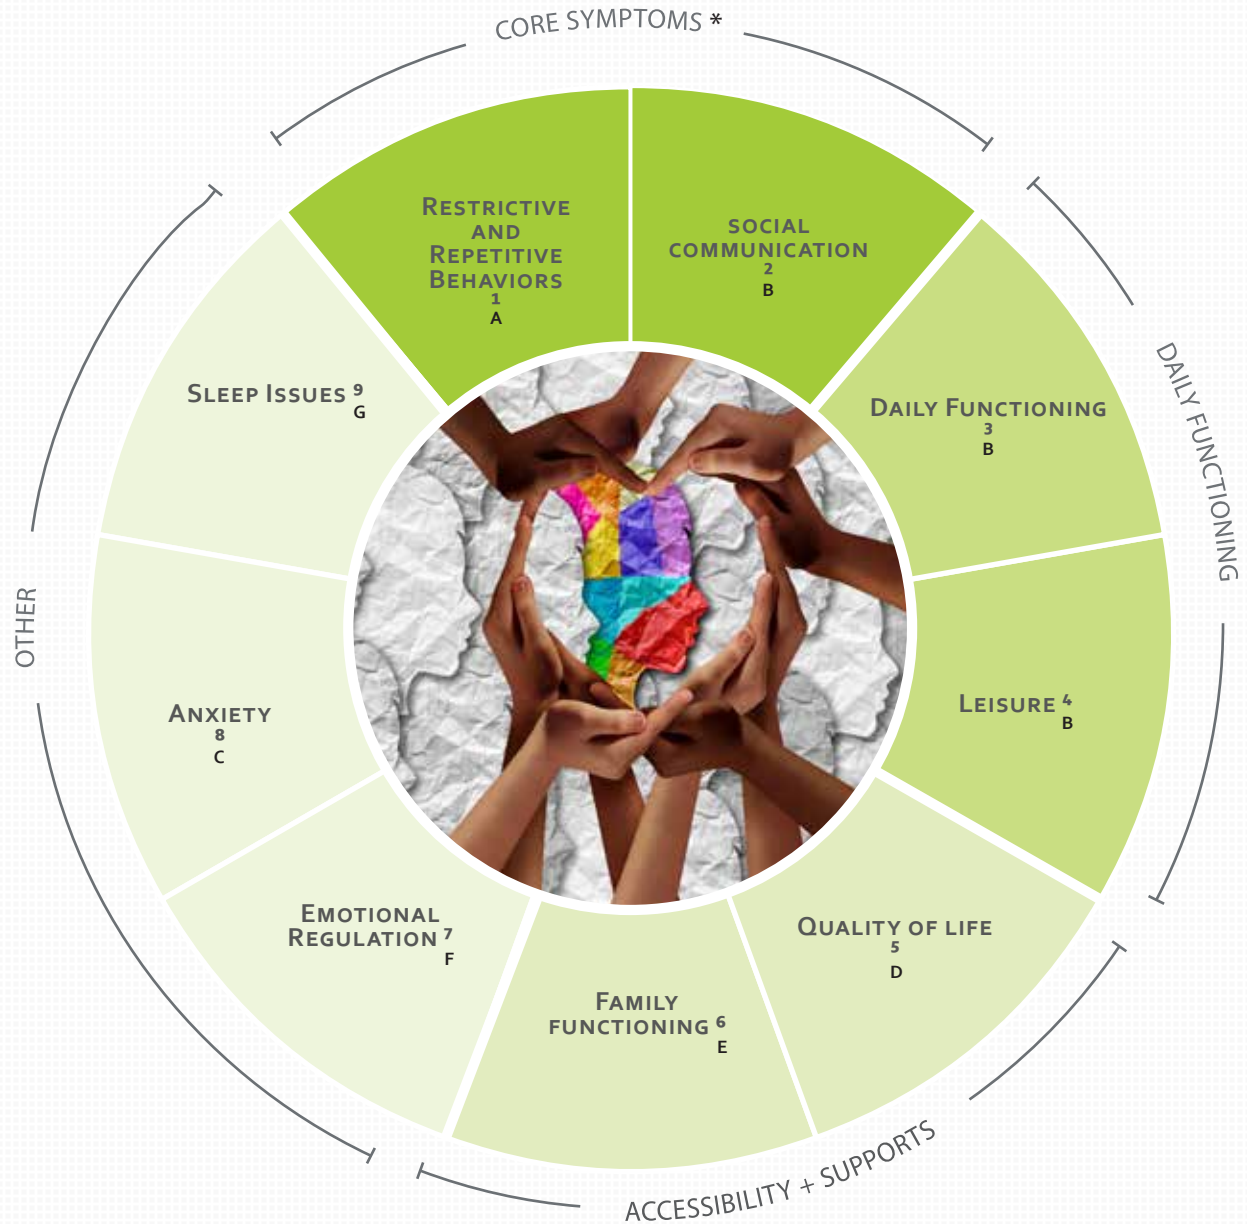 CORE SYMPTOMS *
Restrictive
and
Repetitive
Behaviors
1
A
social
communication
2
B
Daily Functioning
3
B
Leisure 4
B
Quality of life
5
D
Family
functioning 6
E
Emotional
Regulation 7
F
Anxiety
8
C
Sleep Issues 9
G
DAILY FUNCTIONING
ACCESSIBILITY + SUPPORTS
OTHER